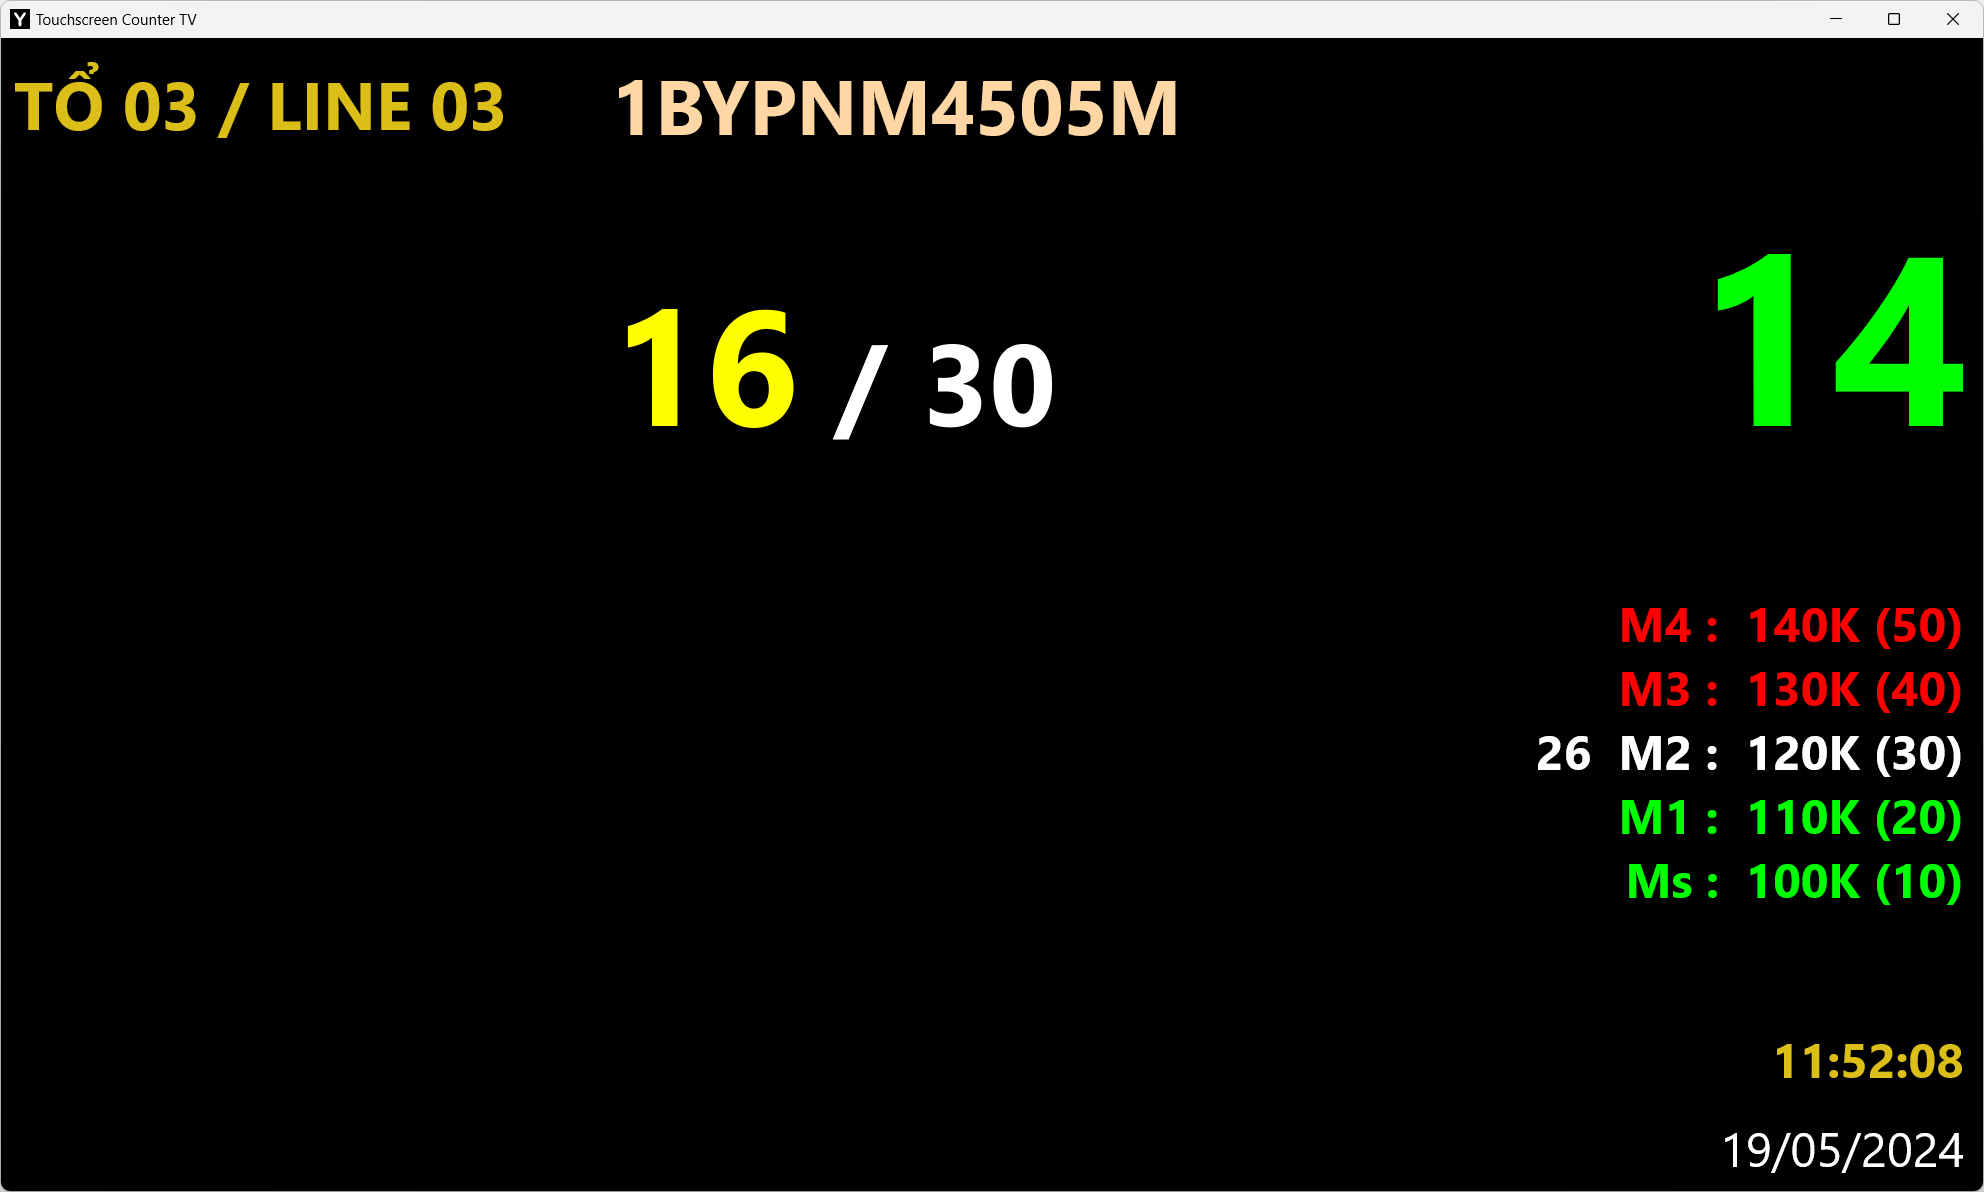 Y Touchscreen Counter TV
TỔ 03 / LINE 03 1BYPNM4505M
16 / 30 14
M4 : 140K (50)
M3 : 130K (40)
26 M2 : 120K (30)
M1 : 110K (20)
Ms : 100K (10)
11:52:08
19/05/2024